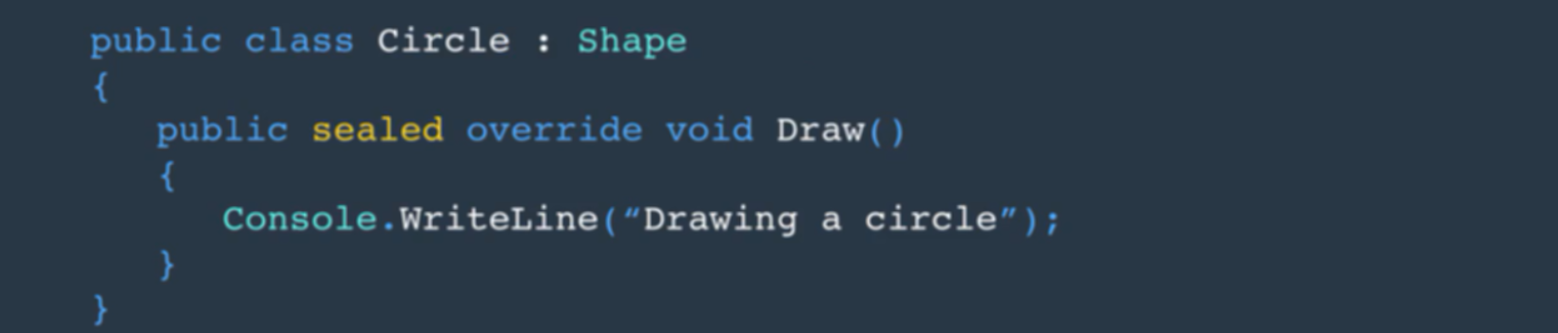 public class Circle : Shape
{
public sealed override void Draw()
{
Console.WriteLine(“Drawing a circle”);
}
}